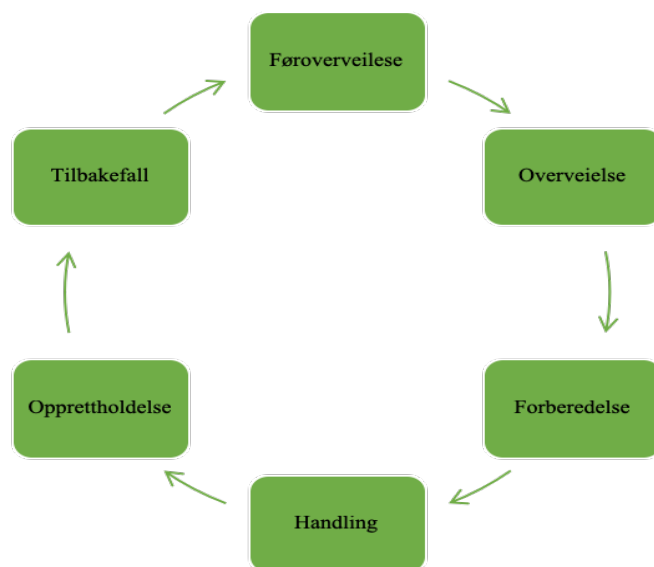 Føroverveilese
Overveielse
Forberedelse
Handling
Opprettholdelse
Tilbakefall